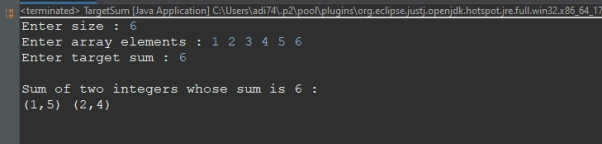 <terminated> TargetSum [Java Application] C:\Users\adi74\.p2\pool\plugins\org.eclipse.justj.openjdk.hotspot.jre.full.win32.x86_64_17
Enter size : 6
Enter array elements : 1 2 3 4 5 6
Enter target sum : 6
Sum of two integers whose sum is 6 :
(1,5) (2,4)